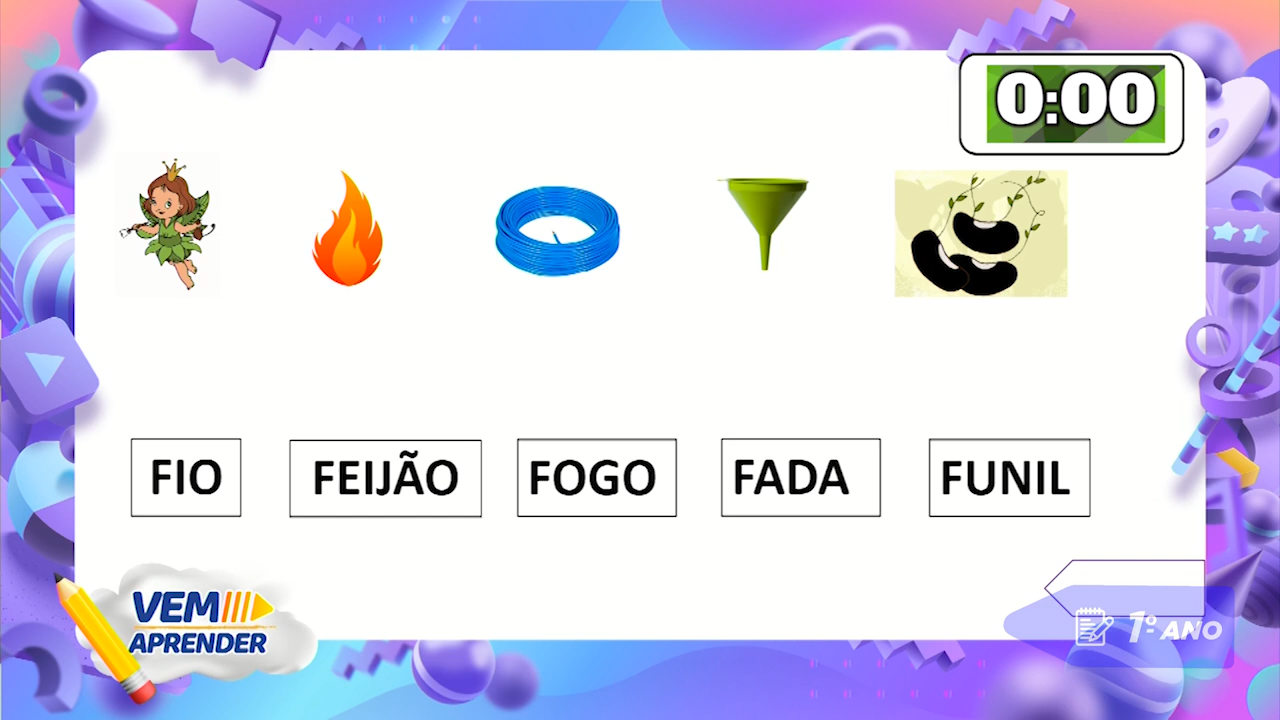 0:00
FIO
FEIJÃO
FOGO
FADA
FUNIL
VEM
APRENDER
1º ANO